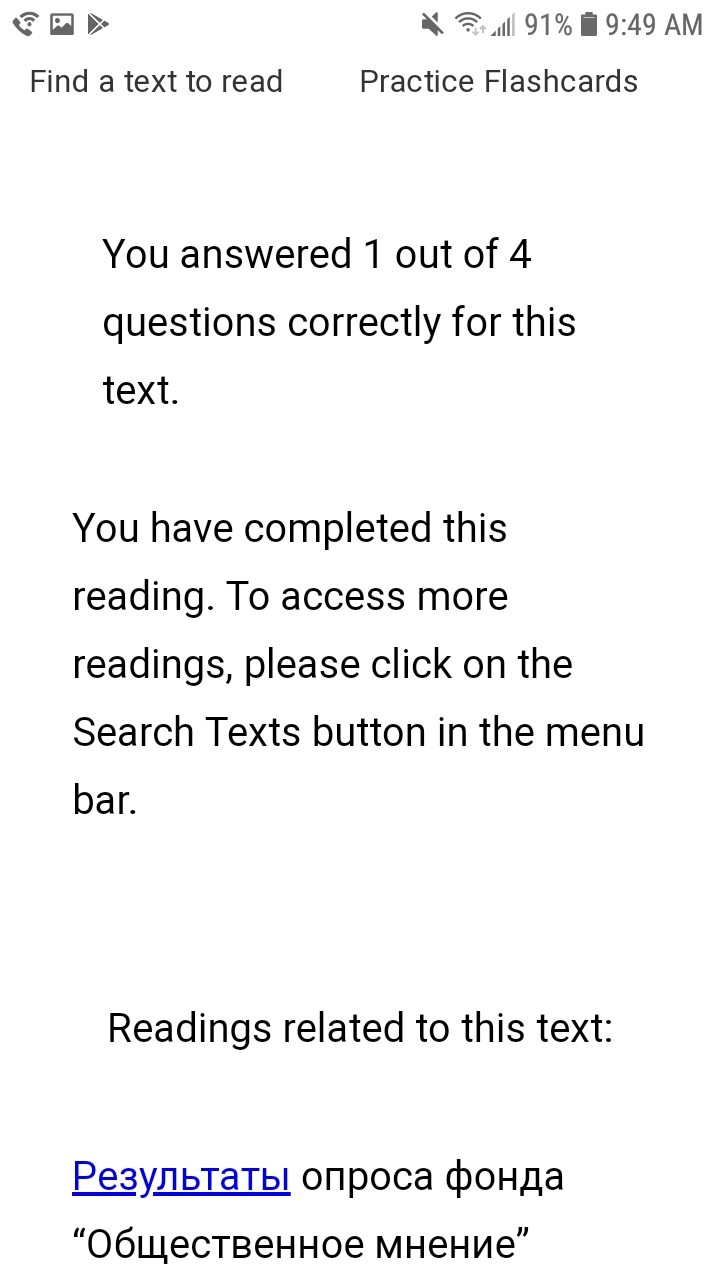 91% 9:49 AM
Find a text to read Practice Flashcards
You answered 1 out of 4
questions correctly for this
text.
You have completed this
reading. To access more
readings, please click on the
Search Texts button in the menu
bar.
Readings related to this text:
Результаты опроса фонда
“Общественное мнение”